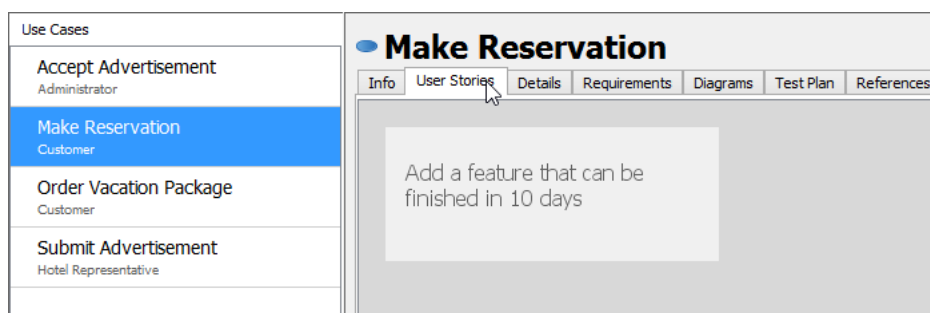 Use Cases
Accept Advertisement
Administrator
Make Reservation
Customer
Order Vacation Package
Customer
Submit Advertisement
Hotel Representative
Make Reservation
Info User Stories Details Requirements Diagrams Test Plan References
Add a feature that can be
finished in 10 days